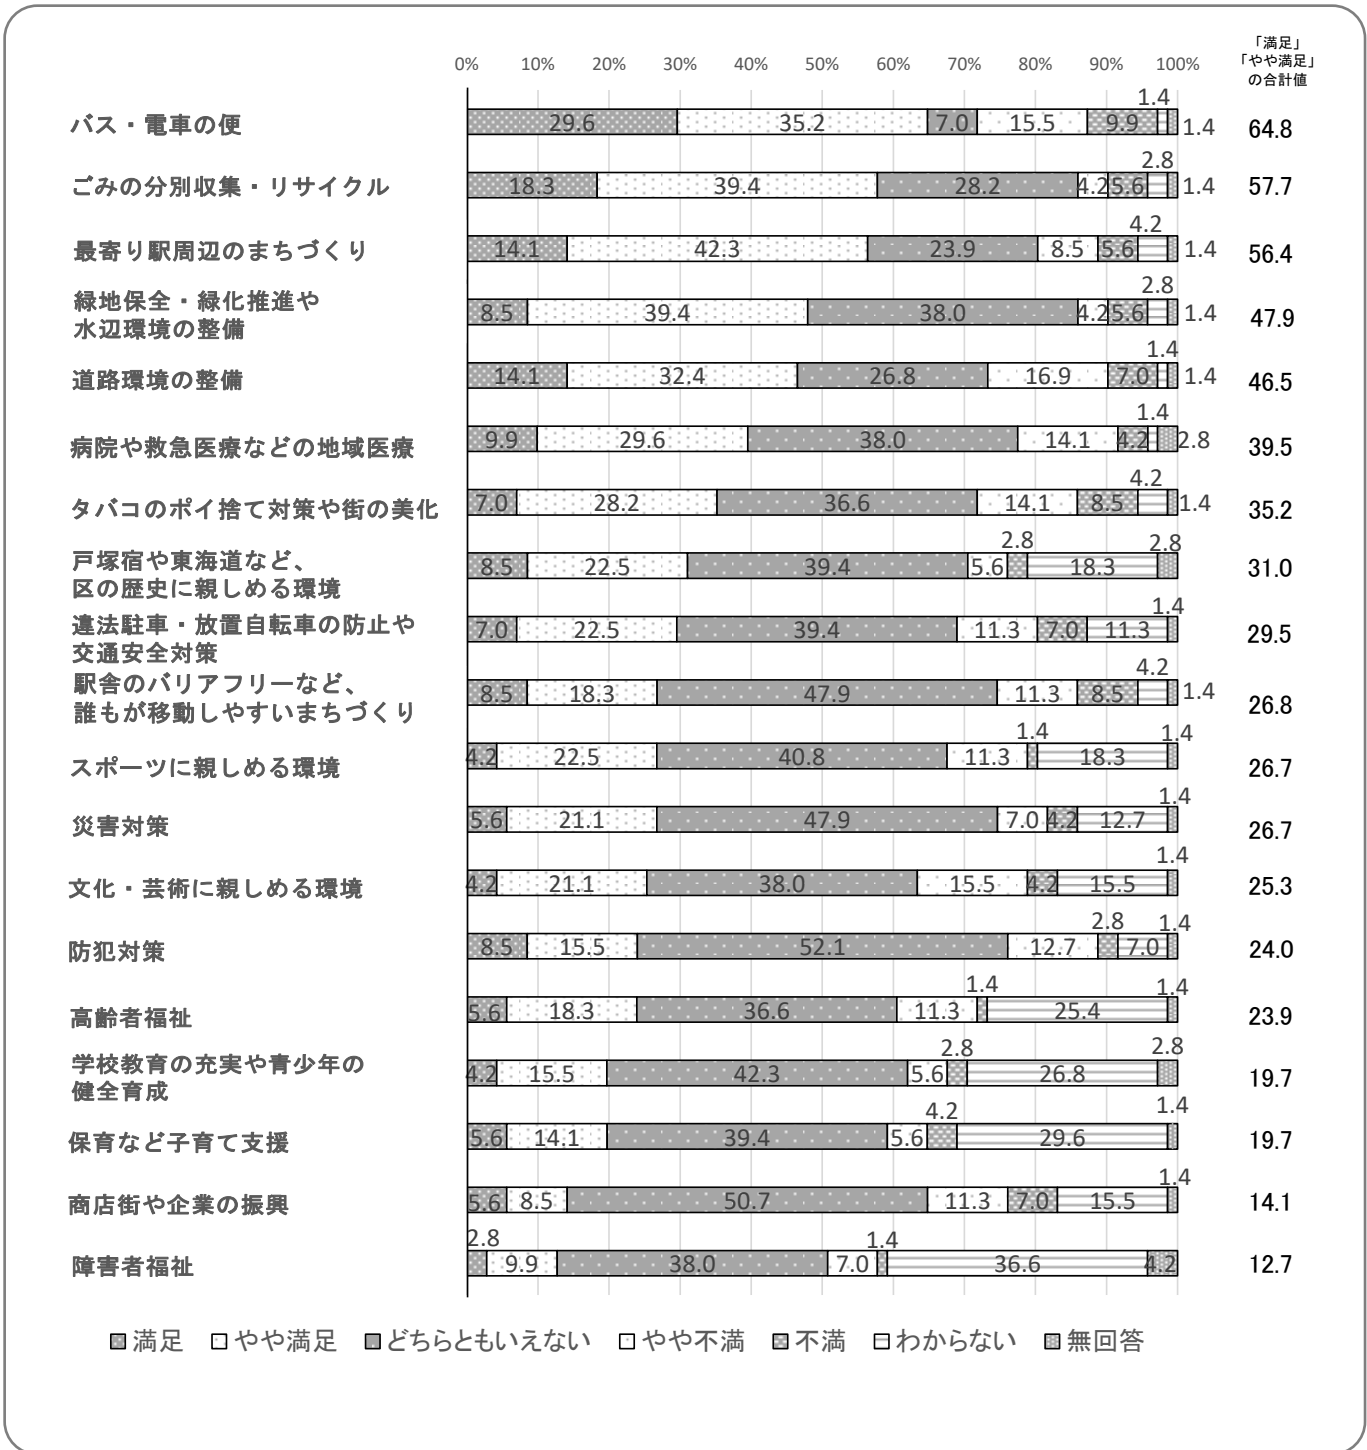 「満足」
「やや満足」
の合計値
0% 10% 20% 30% 40% 50% 60% 70% 80% 90% 100%
バス・電車の便 29.6 35.2 7.0 15.5 9.9 1.4 1.4 64.8
ごみの分別収集・リサイクル 18.3 39.4 28.2 4.2 5.6 2.8 1.4 57.7
最寄り駅周辺のまちづくり 14.1 42.3 23.9 8.5 5.6 4.2 1.4 56.4
緑地保全・緑化推進や
水辺環境の整備 8.5 39.4 38.0 4.2 5.6 2.8 1.4 47.9
道路環境の整備 14.1 32.4 26.8 16.9 7.0 1.4 1.4 46.5
病院や救急医療などの地域医療 9.9 29.6 38.0 14.1 4.2 1.4 2.8 39.5
タバコのポイ捨て対策や街の美化 7.0 28.2 36.6 14.1 8.5 4.2 1.4 35.2
戸塚宿や東海道など、
区の歴史に親しめる環境 8.5 22.5 39.4 5.6 2.8 18.3 2.8 31.0
違法駐車・放置自転車の防止や
交通安全対策 7.0 22.5 39.4 11.3 7.0 11.3 1.4 29.5
駅舎のバリアフリーなど、
誰もが移動しやすいまちづくり 8.5 18.3 47.9 11.3 8.5 4.2 1.4 26.8
スポーツに親しめる環境 4.2 22.5 40.8 11.3 1.4 18.3 1.4 26.7
災害対策 5.6 21.1 47.9 7.0 4.2 12.7 1.4 26.7
文化・芸術に親しめる環境 4.2 21.1 38.0 15.5 4.2 15.5 1.4 25.3
防犯対策 8.5 15.5 52.1 12.7 2.8 7.0 1.4 24.0
高齢者福祉 5.6 18.3 36.6 11.3 1.4 25.4 1.4 23.9
学校教育の充実や青少年の
健全育成 4.2 15.5 42.3 5.6 2.8 26.8 2.8 19.7
保育など子育て支援 5.6 14.1 39.4 5.6 4.2 29.6 1.4 19.7
商店街や企業の振興 5.6 8.5 50.7 11.3 7.0 15.5 1.4 14.1
障害者福祉 2.8 9.9 38.0 7.0 1.4 36.6 4.2 12.7
満足 やや満足 どちらともいえない やや不満 不満 わからない 無回答